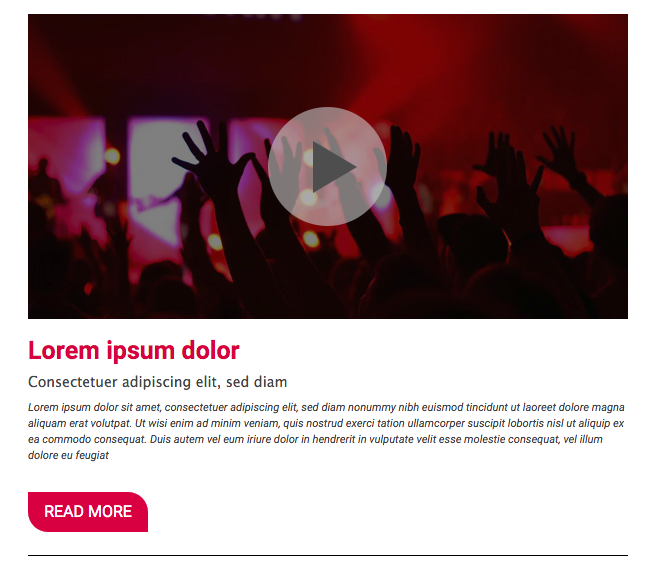 Lorem ipsum dolor
Consectetuer adipiscing elit, sed diam
Lorem ipsum dolor sit amet, consectetuer adipiscing elit, sed diam nonummy nibh euismod tincidunt ut laoreet dolore magna
aliquam erat volutpat. Ut wisi enim ad minim veniam, quis nostrud exerci tation ullamcorper suscipit lobortis nisl ut aliquip ex
ea commodo consequat. Duis autem vel eum iriure dolor in hendrerit in vulputate velit esse molestie consequat, vel illum
dolore eu feugiat
READ MORE